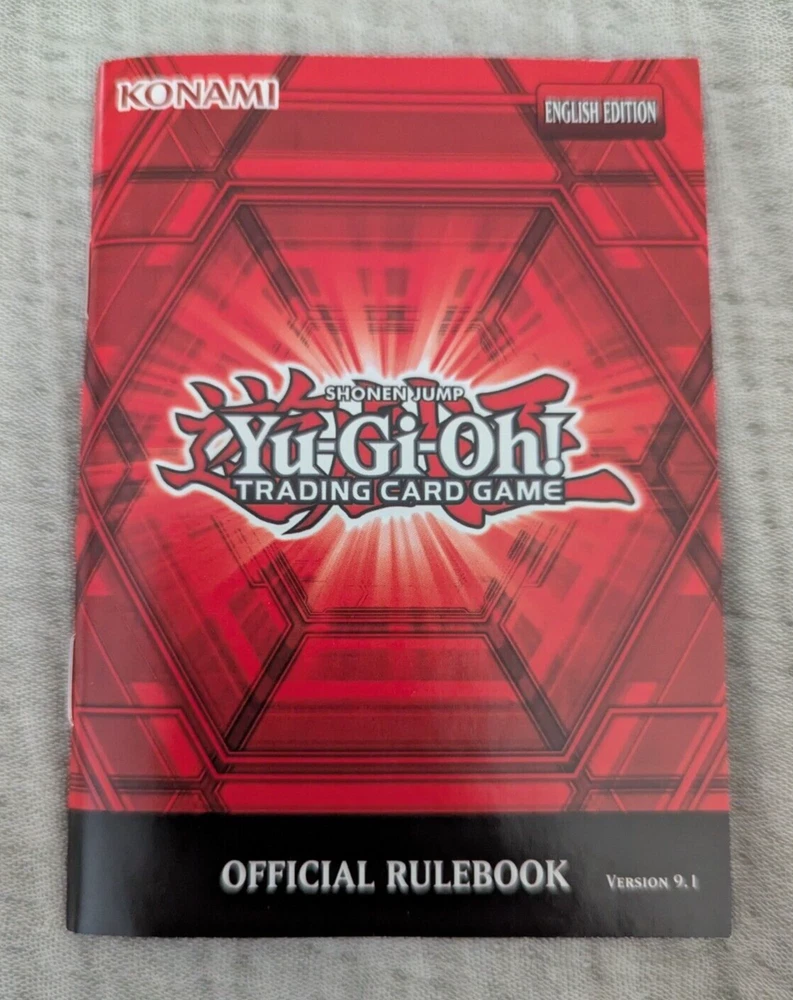 KONAMI
ENGLISH EDITION
SHONEN JUMP
Yu-Gi-Oh!
TRADING CARD GAME
OFFICIAL RULEBOOK
VERSION 9.1